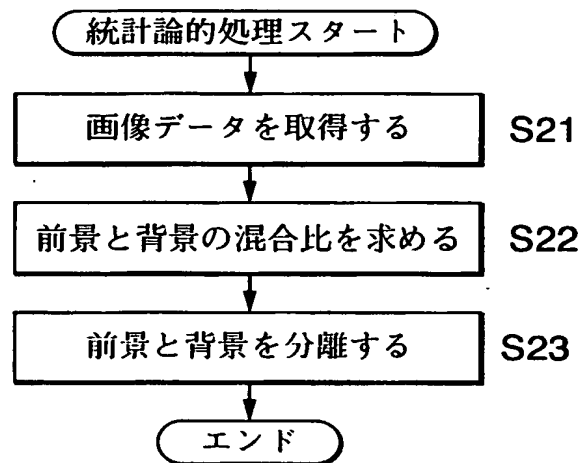 統計論的処理スタート
画像データを取得する S21
前景と背景の混合比を求める S22
前景と背景を分離する S23
エンド